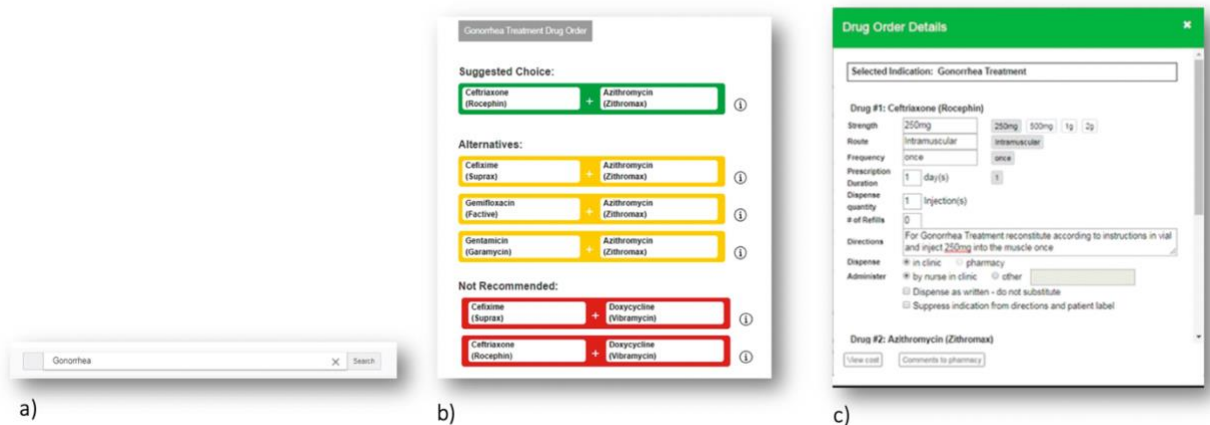 Gonorrhea
Search
a)
Gonorrhea Treatment Drug Order
Suggested Choice:
Ceftriaxone
(Rocephin)
+
Azithromycin
(Zithromax)
Alternatives:
Cefixime
(Suprax)
+
Azithromycin
(Zithromax)
Gemifloxacin
(Factive)
+
Azithromycin
(Zithromax)
Gentamicin
(Garamycin)
+
Azithromycin
(Zithromax)
Not Recommended:
Cefixime
(Suprax)
+
Doxycycline
(Vibramycin)
Ceftriaxone
(Rocephin)
+
Doxycycline
(Vibramycin)
b)
Drug Order Details
Selected Indication: Gonorrhea Treatment
Drug #1: Ceftriaxone (Rocephin)
Strength 250mg 250mg 500mg 1g 2g
Route Intramuscular Intramuscular
Frequency once once
Prescription
Duration 1 day(s) 1
Dispense
quantity 1 Injection(s)
# of Refills 0
Directions For Gonorrhea Treatment reconstitute according to instructions in vial
and inject 250mg into the muscle once
Dispense in clinic pharmacy
Administer by nurse in clinic other
Dispense as written - do not substitute
Suppress indication from directions and patient label
Drug #2: Azithromycin (Zithromax)
View cost Comments to pharmacy
c)